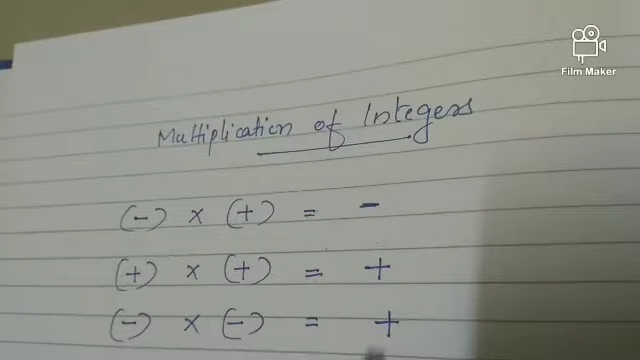 Film Maker
Multiplication of Integers
(-) × (+) = -
(+) × (+) = +
(-) × (-) = +